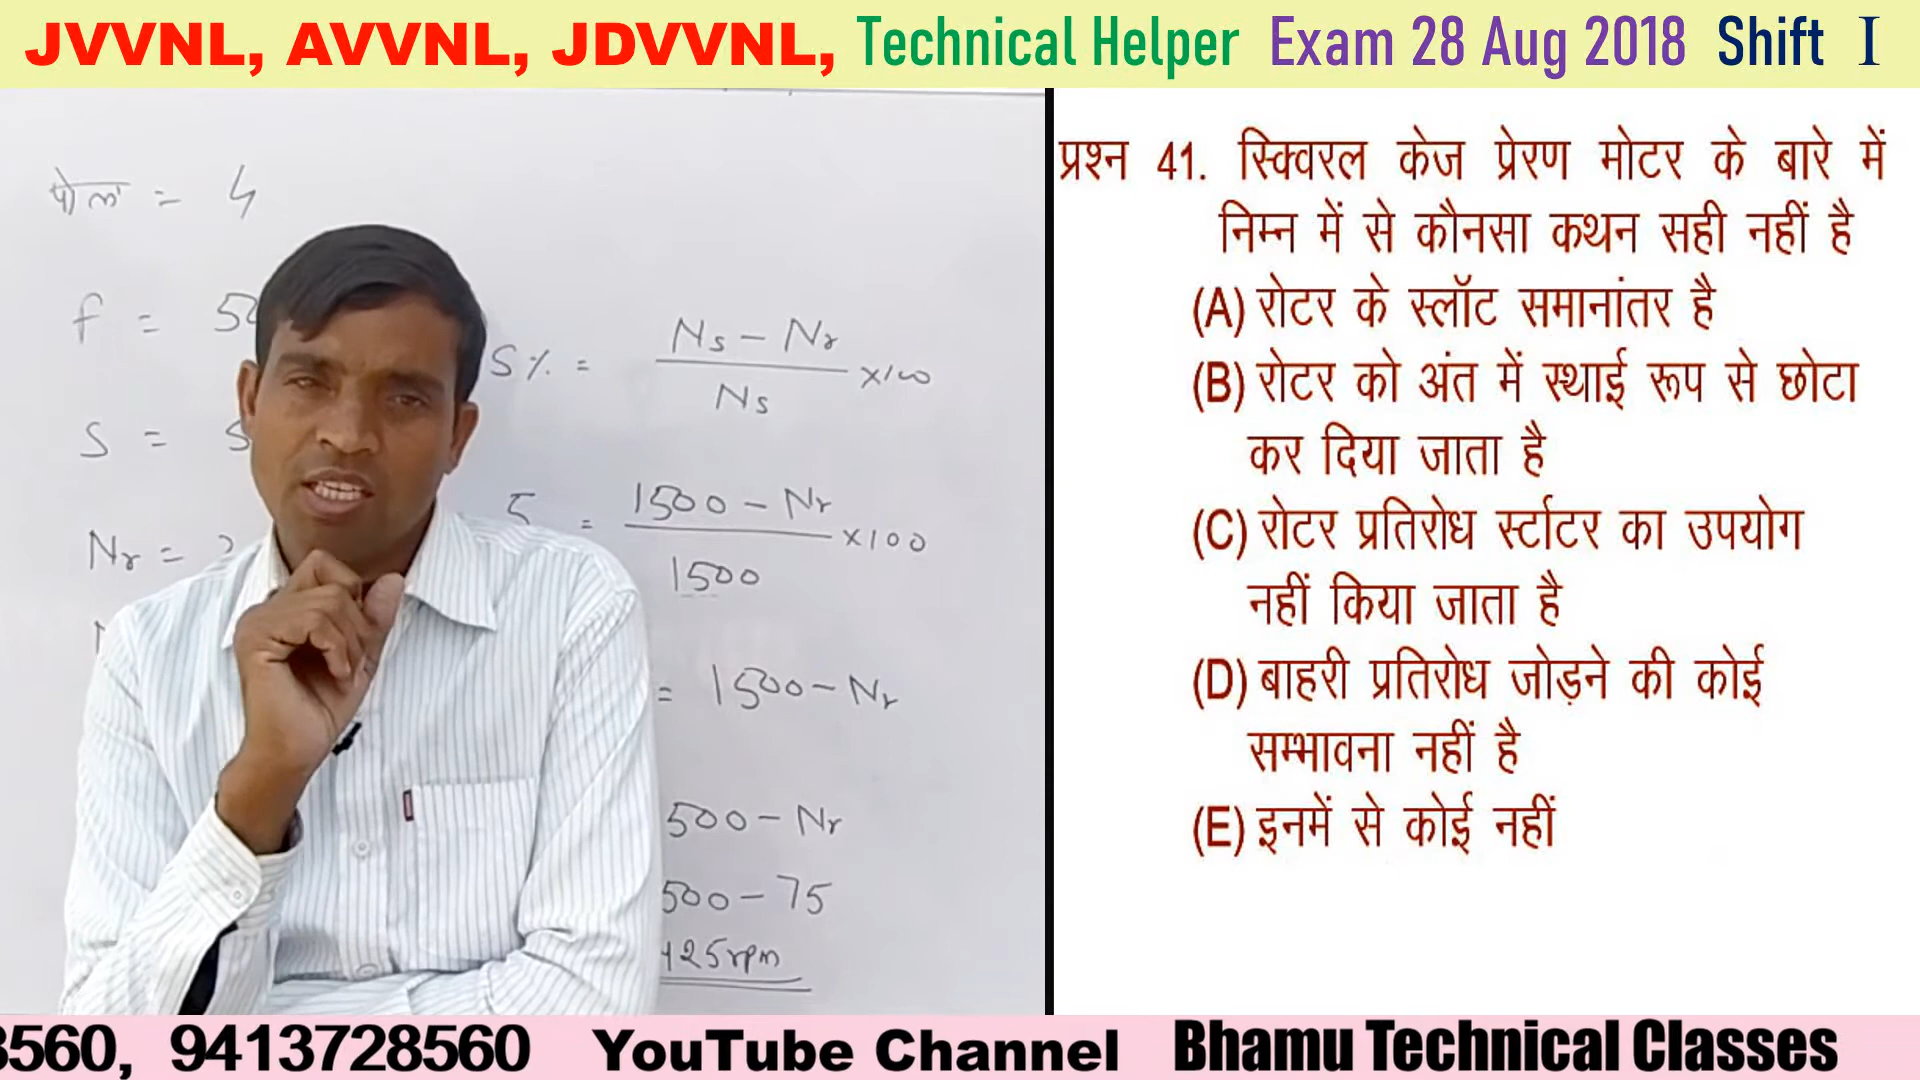 JVVNL, AVVNL, JDVVNL, Technical Helper Exam 28 Aug 2018 Shift I
पोल = 4
f = 50
S = 5
Nr = ?
S% = Ns - Nr / Ns ×100
5 = 1500 - Nr / 1500 ×100
= 1500 - Nr
500 - Nr
500 - 75
425 rpm
प्रश्न 41. स्क्विरल केज प्रेरण मोटर के बारे में
निम्न में से कौनसा कथन सही नहीं है
(A) रोटर के स्लॉट समानांतर है
(B) रोटर को अंत में स्थाई रूप से छोटा
कर दिया जाता है
(C) रोटर प्रतिरोध स्र्टाटर का उपयोग
नहीं किया जाता है
(D) बाहरी प्रतिरोध जोड़ने की कोई
सम्भावना नहीं है
(E) इनमें से कोई नहीं
8560, 9413728560 YouTube Channel Bhamu Technical Classes